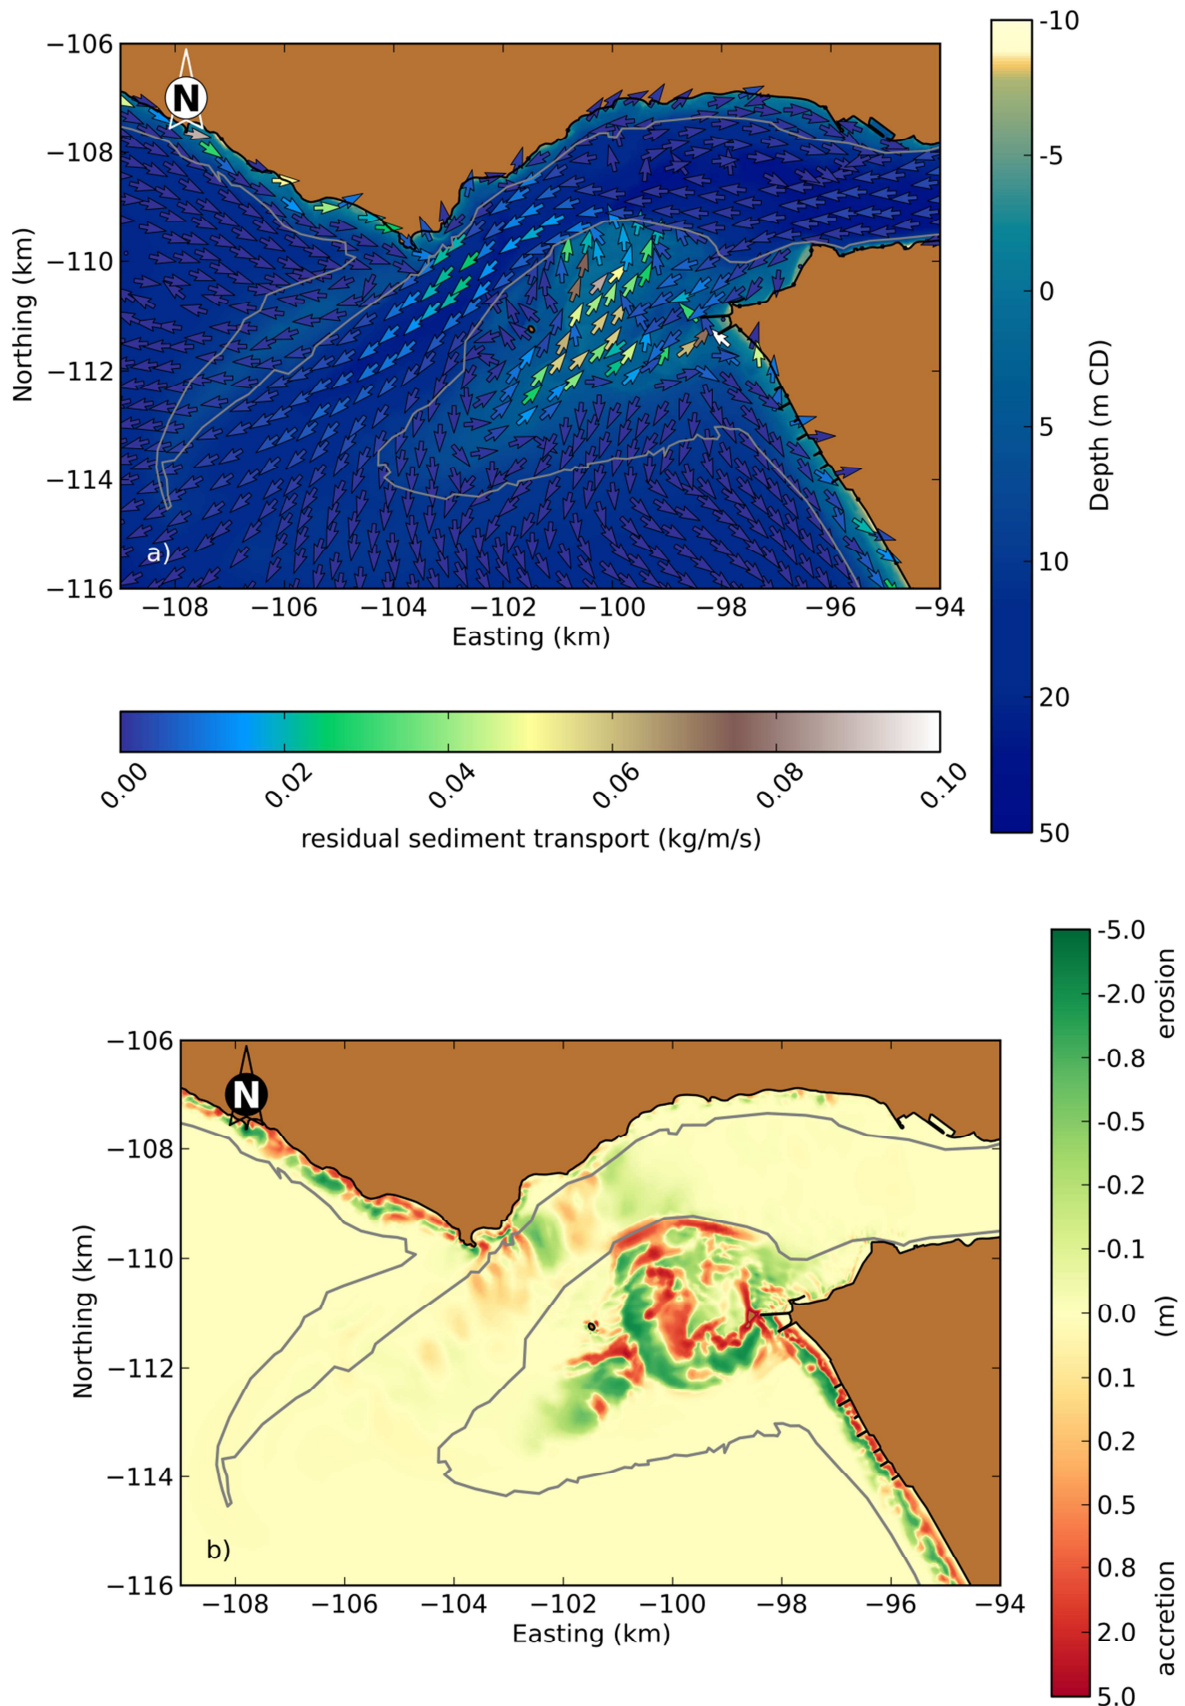 −106
−108
−110
−112
−114
−116
Northing (km)
N
a)
−108 −106 −104 −102 −100 −98 −96 −94
Easting (km)
-10
-5
0
5
10
20
50
Depth (m CD)
0.00 0.02 0.04 0.06 0.08 0.10
residual sediment transport (kg/m/s)
−106
−108
−110
−112
−114
−116
Northing (km)
N
b)
−108 −106 −104 −102 −100 −98 −96 −94
Easting (km)
-5.0
-2.0
-0.8
-0.5
-0.2
-0.1
0.0
0.1
0.2
0.5
0.8
2.0
5.0
erosion
(m)
accretion